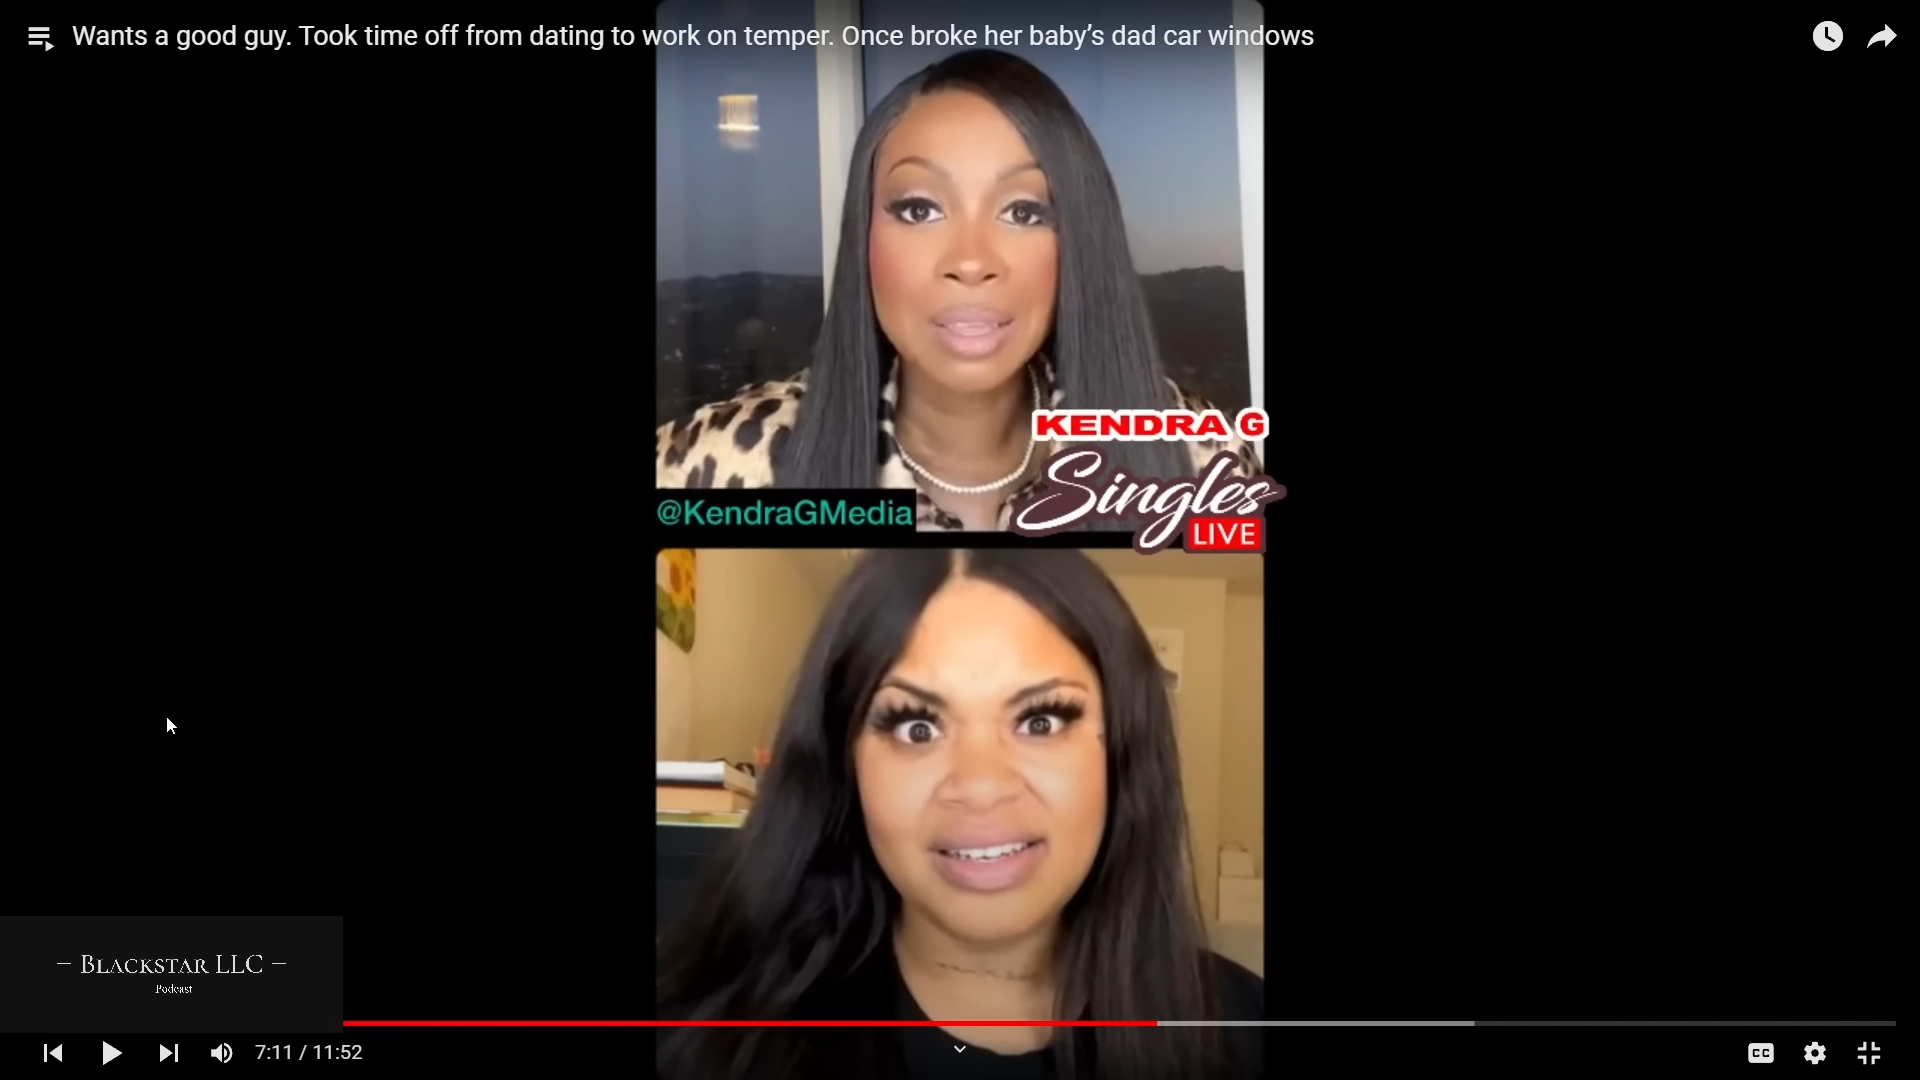 Wants a good guy. Took time off from dating to work on temper. Once broke her baby’s dad car windows
KENDRA G
Singles
LIVE
@KendraGMedia
– BLACKSTAR LLC –
Podcast
7:11 / 11:52
CC